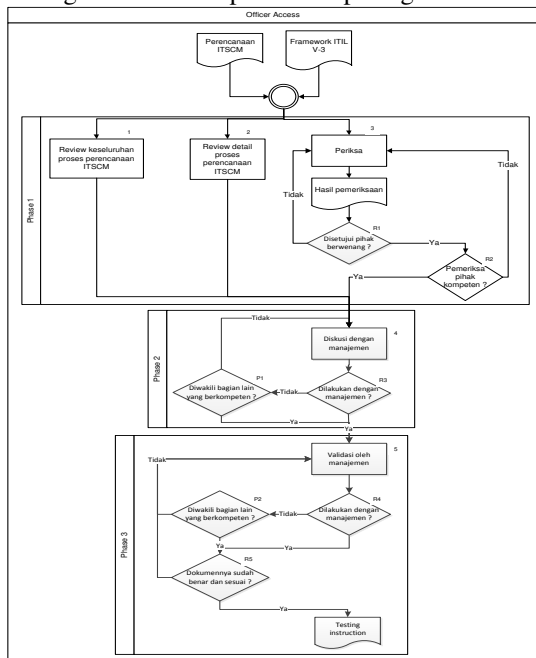 Officer Access
Perencanaan
ITSCM
Framework ITIL
V-3
Phase 1
1
Review keseluruhan
proses perencanaan
ITSCM
2
Review detail
proses
perencanaan
ITSCM
3
Periksa
Tidak
Tidak
Hasil pemeriksaan
R1
Disetujui pihak
berwenang ?
Ya
R2
Pemeriksa
pihak
kompeten ?
Ya
Phase 2
Tidak
4
Diskusi dengan
manajemen
P1
Diwakili bagian lain
yang berkompeten ?
Tidak
R3
Dilakukan dengan
manajemen ?
Ya
Ya
Phase 3
5
Validasi oleh
manajemen
Tidak
P2
Diwakili bagian lain
yang berkompeten ?
Tidak
R4
Dilakukan dengan
manajemen ?
Ya
Ya
R5
Dokumennya sudah
benar dan sesuai ?
Ya
Testing
instruction